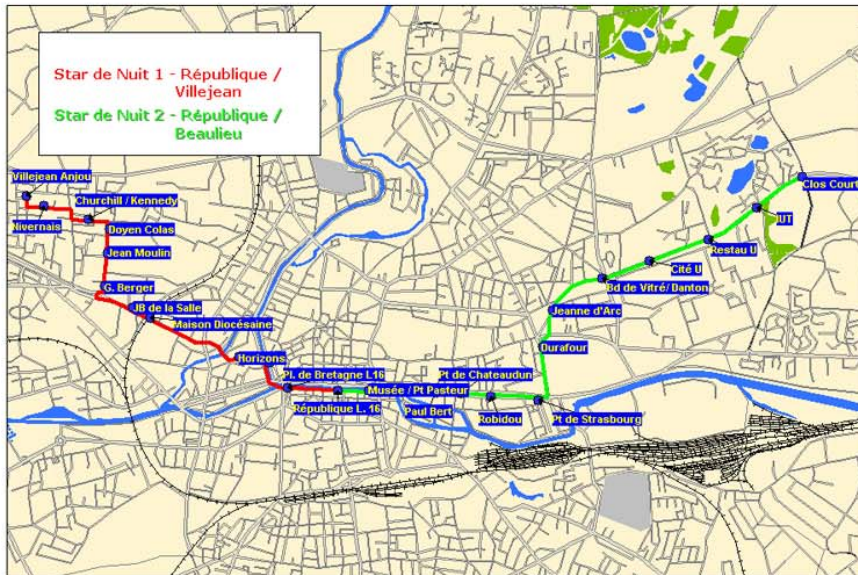 Star de Nuit 1 - République /
Villejean
Star de Nuit 2 - République /
Beaulieu
Villejean Anjou
Churchill / Kennedy
Nivernais
Doyen Colas
Jean Moulin
G. Berger
JB de la Salle
Maison Diocésaine
Horizons
Pl. de Bretagne L16
République L. 16
Musée / Pt Pasteur
Paul Bert
Pt de Chateaudun
Robidou
Pt de Strasbourg
Durafour
Jeanne d'Arc
Bd de Vitré/ Danton
Cité U
Restau U
IUT
Clos Court